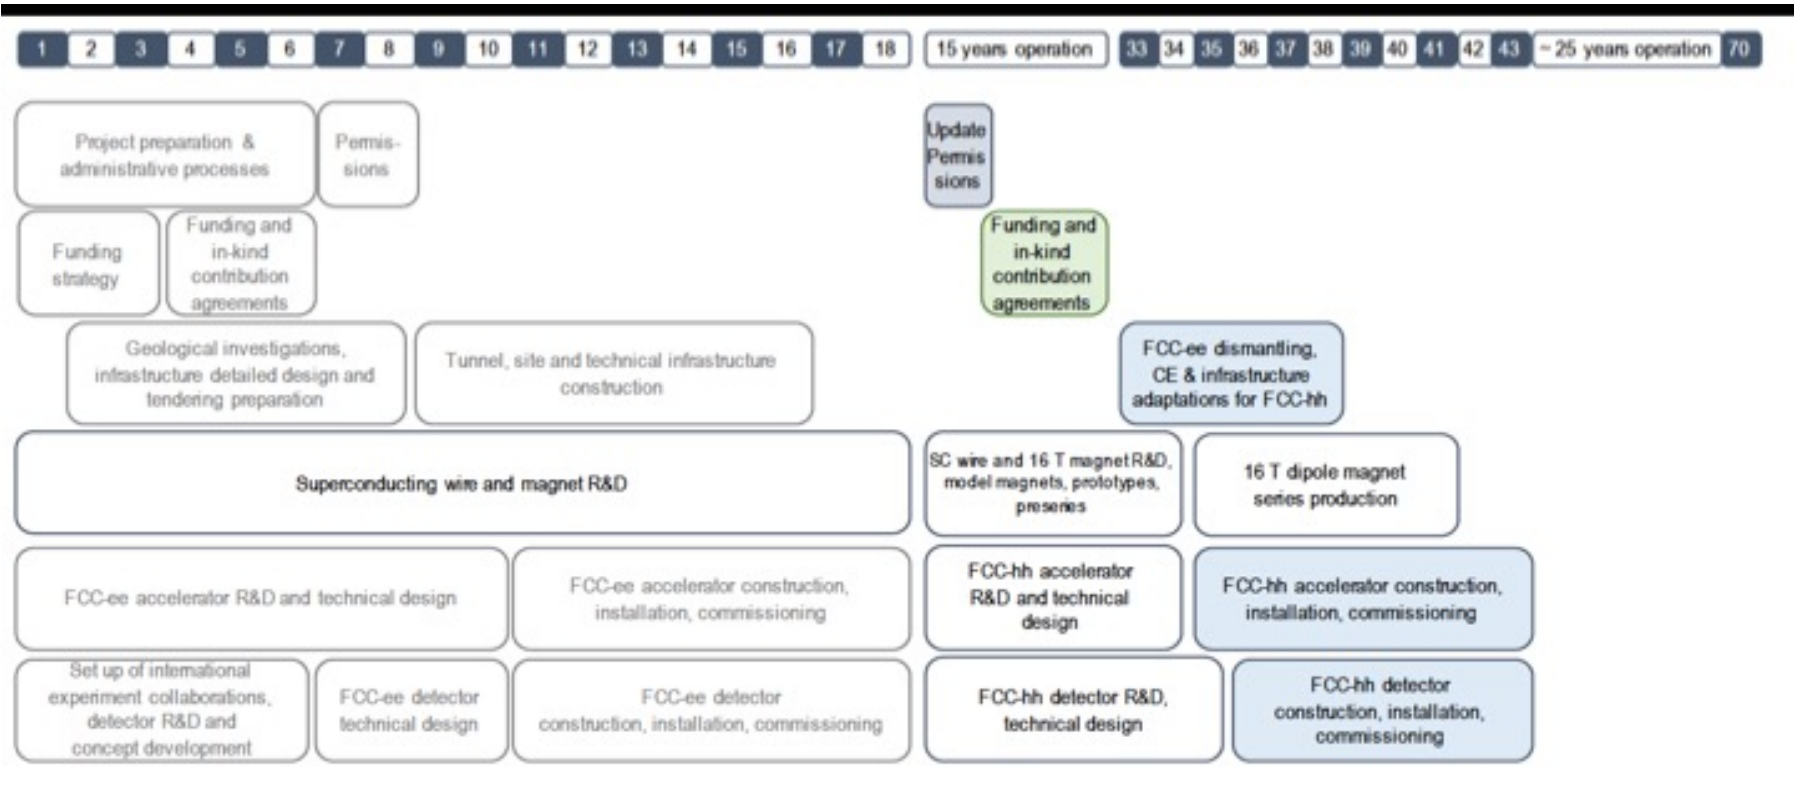 1 2 3 4 5 6 7 8 9 10 11 12 13 14 15 16 17 18 15 years operation 33 34 35 36 37 38 39 40 41 42 43 ~ 25 years operation 70
Project preparation &
administrative processes
Permis-
sions
Update
Permis
sions
Funding
strategy
Funding and
in-kind
contribution
agreements
Funding and
in-kind
contribution
agreements
Geological investigations,
infrastructure detailed design and
tendering preparation
Tunnel, site and technical infrastructure
construction
FCC-ee dismantling,
CE & infrastructure
adaptations for FCC-hh
Superconducting wire and magnet R&D
SC wire and 16 T magnet R&D,
model magnets, prototypes,
preseries
16 T dipole magnet
series production
FCC-ee accelerator R&D and technical design
FCC-ee accelerator construction,
installation, commissioning
FCC-hh accelerator
R&D and technical
design
FCC-hh accelerator construction,
installation, commissioning
Set up of international
experiment collaborations,
detector R&D and
concept development
FCC-ee detector
technical design
FCC-ee detector
construction, installation, commissioning
FCC-hh detector R&D,
technical design
FCC-hh detector
construction, installation,
commissioning